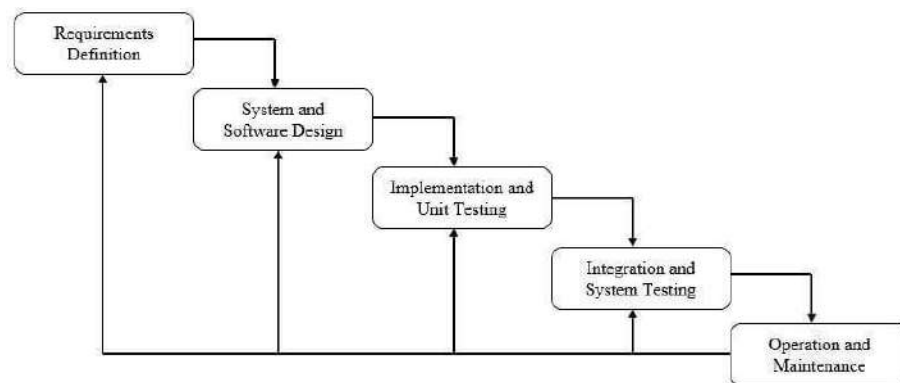 Requirements
Definition
System and
Software Design
Implementation and
Unit Testing
Integration and
System Testing
Operation and
Maintenance